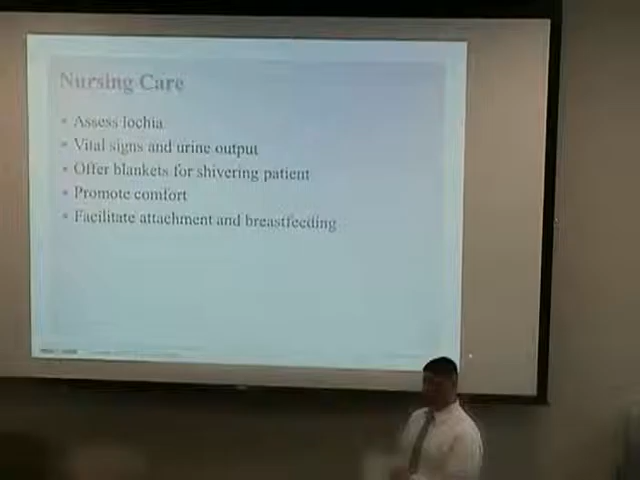 Nursing Care
Assess lochia
Vital signs and urine output
Offer blankets for shivering patient
Promote comfort
Facilitate attachment and breastfeeding